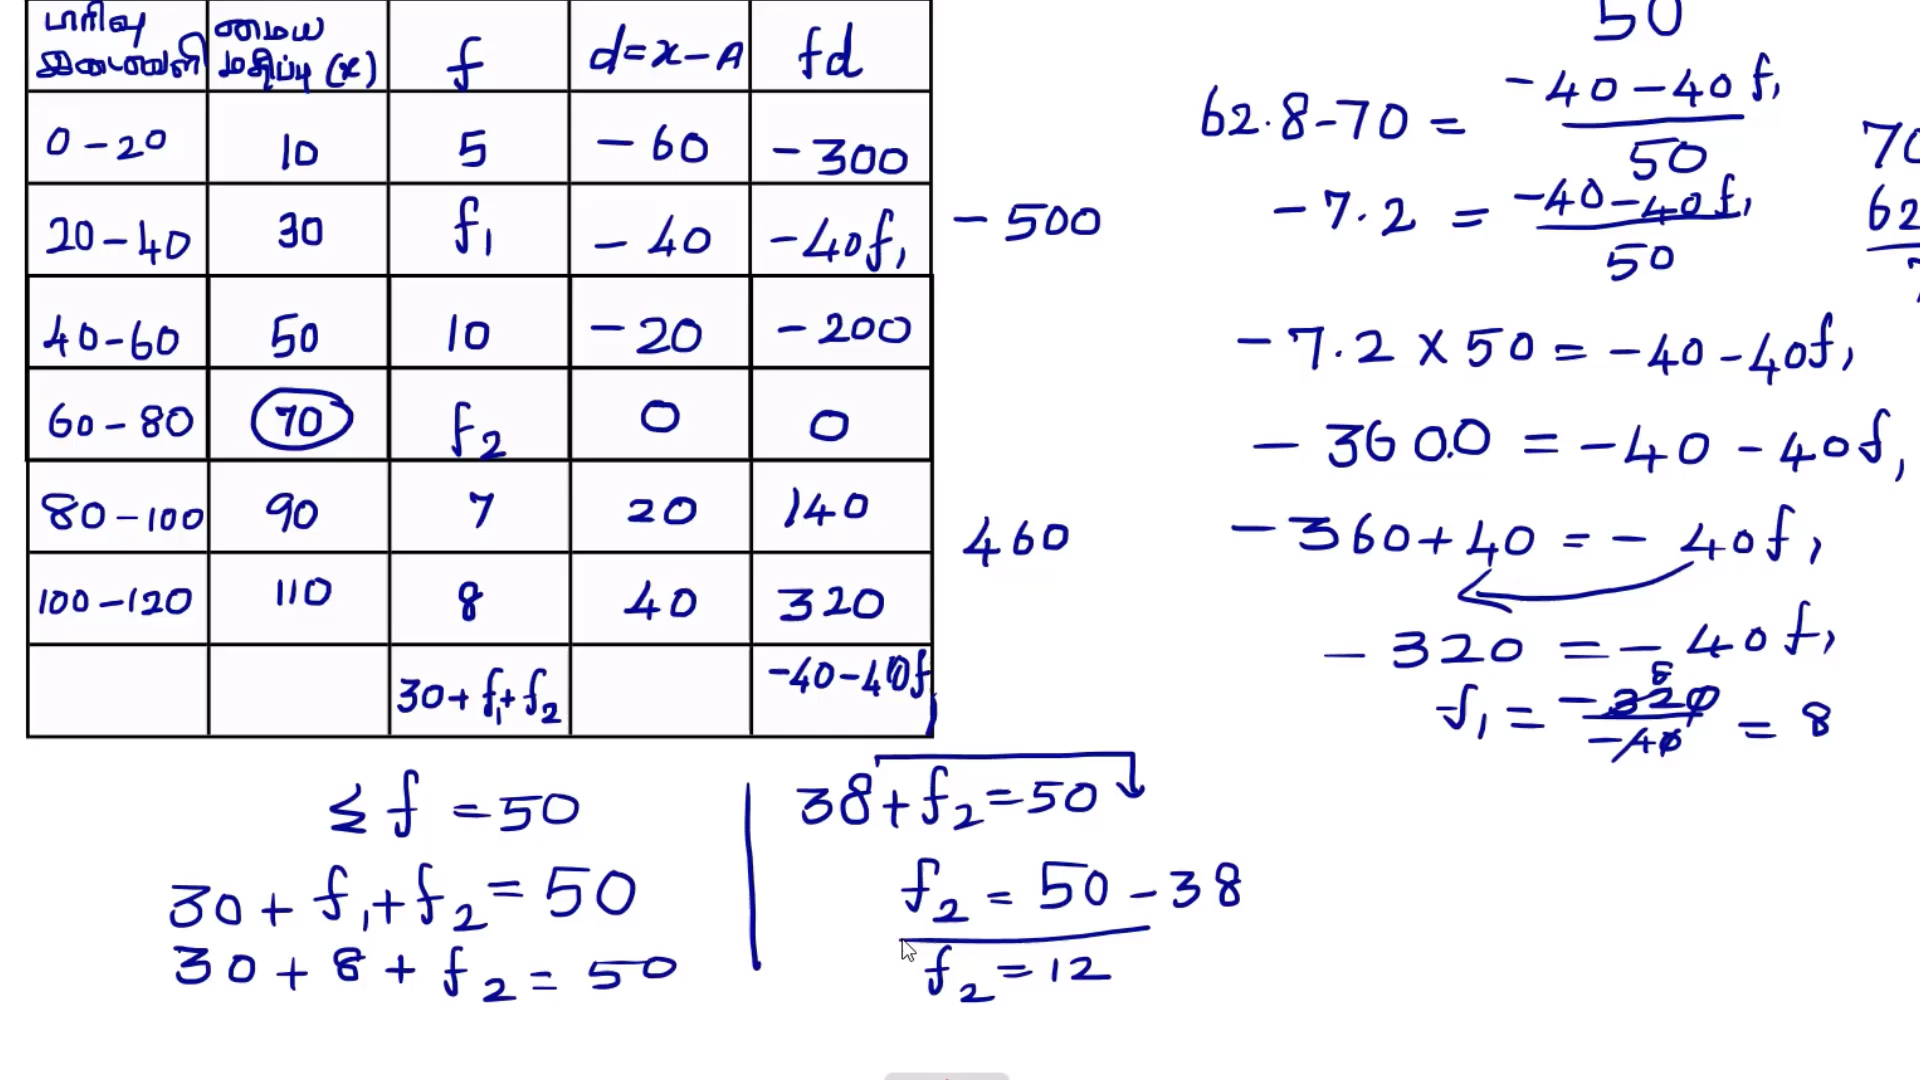 பாரிவு இடைவெளி மைய மதிப்பு (x) f d=x-A fd
0-20 10 5 -60 -300
20-40 30 f₁ -40 -40f₁ -500
40-60 50 10 -20 -200
60-80 70 f₂ 0 0
80-100 90 7 20 140 460
100-120 110 8 40 320
30+f₁+f₂ -40-40f₁
Σf=50
30+f₁+f₂=50
30+8+f₂=50
38+f₂=50
f₂=50-38
f₂=12
50
62.8-70=-40-40f₁/50
-7.2=-40-40f₁/50
-7.2×50=-40-40f₁
-360.0=-40-40f₁
-360+40=-40f₁
-320=-40f₁
8
f₁=-320/-40=8
70
62